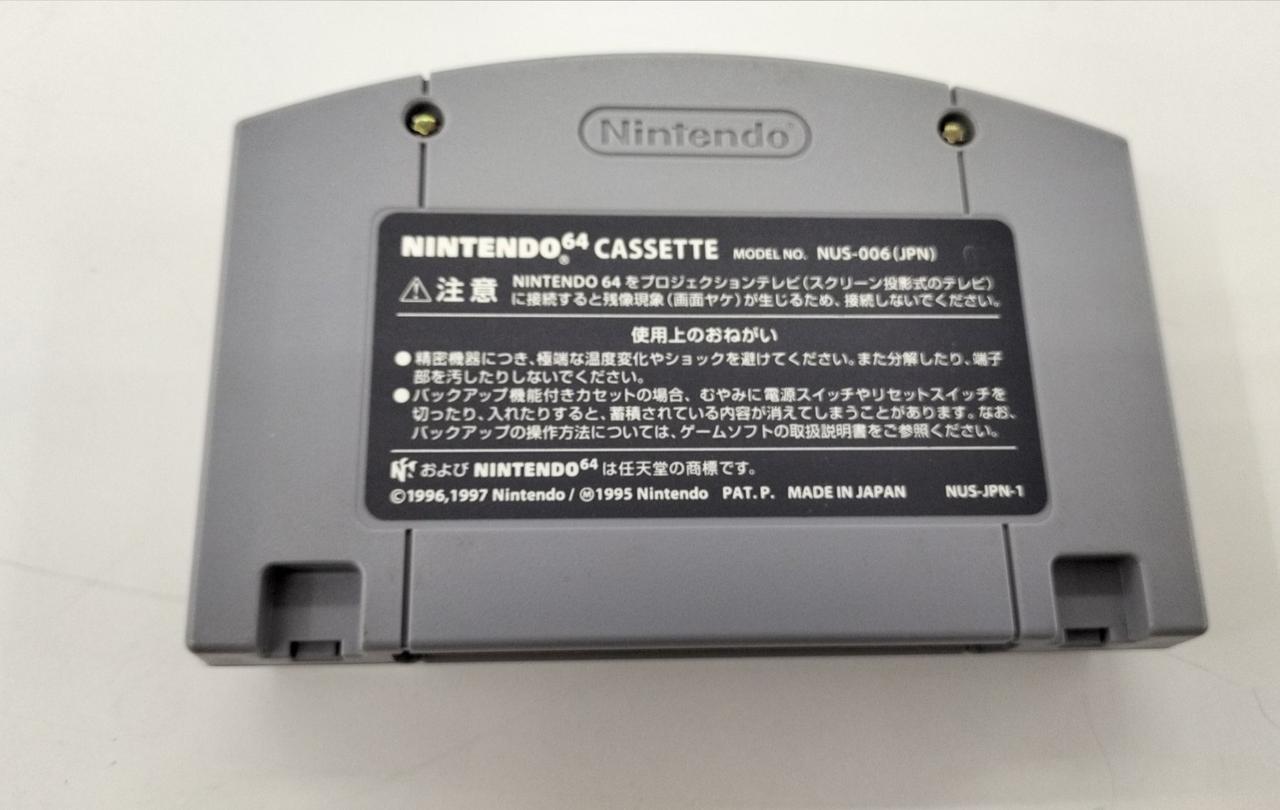 Nintendo®
NINTENDO®64 CASSETTE MODEL NO. NUS-006(JPN)
⚠注意 NINTENDO 64 をプロジェクションテレビ(スクリーン投影式のテレビ)
に接続すると残像現象(画面ヤケ)が生じるため、接続しないでください。
使用上のおねがい
●精密機器につき、極端な温度変化やショックを避けてください。また分解したり、端子
部を汚したりしないでください。
●バックアップ機能付きカセットの場合、むやみに電源スイッチやリセットスイッチを
切ったり、入れたりすると、蓄積されている内容が消えてしまうことがあります。なお、
バックアップの操作方法については、ゲームソフトの取扱説明書をご参照ください。
および NINTENDO64 は任天堂の商標です。
©1996,1997 Nintendo / Ⓜ1995 Nintendo PAT. P. MADE IN JAPAN NUS-JPN-1